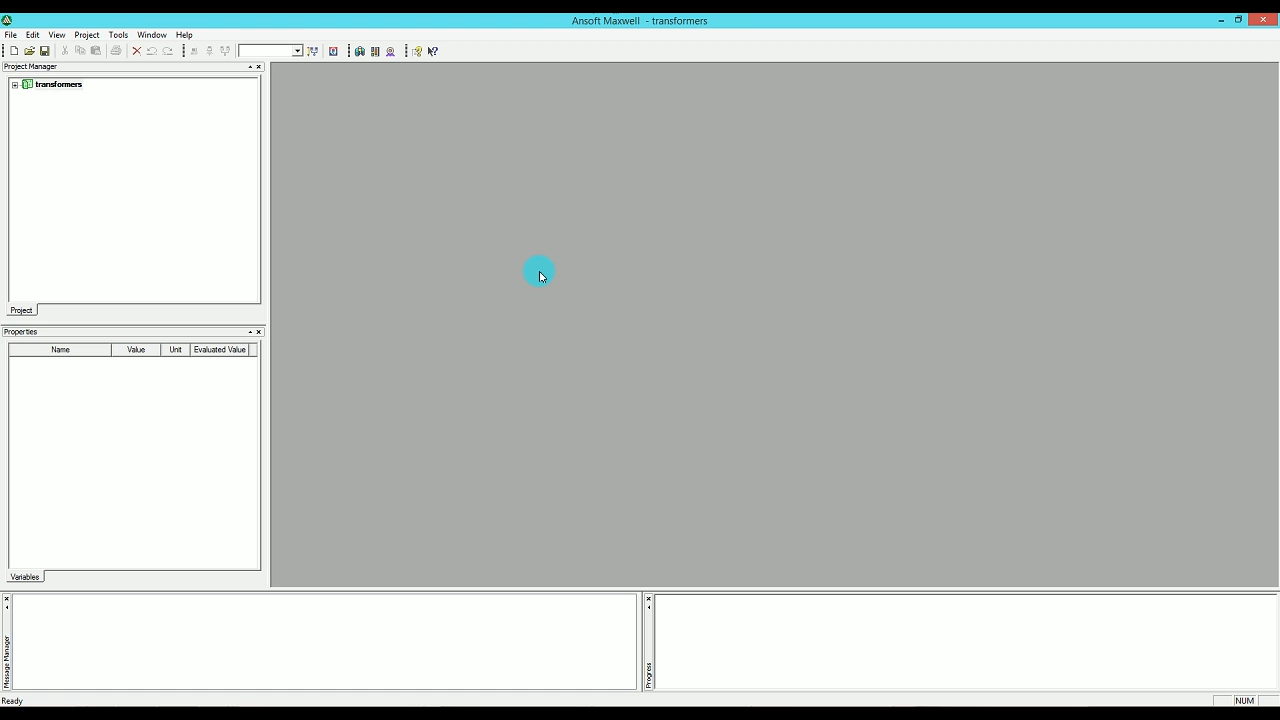 Ansoft Maxwell - transformers
File Edit View Project Tools Window Help
Project Manager
transformers
Project
Properties
Name Value Unit Evaluated Value
Variables
Message Manager
Progress
Ready
NUM